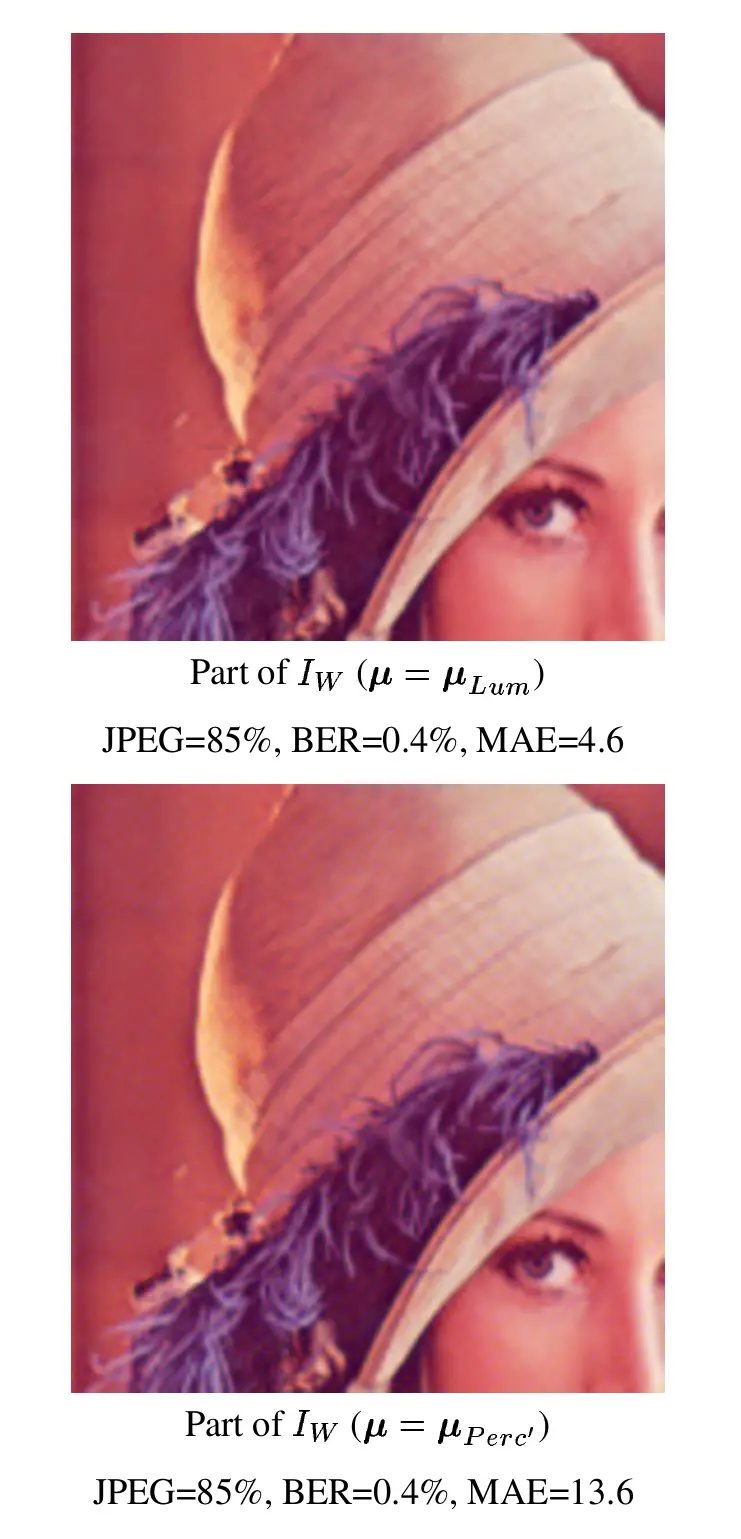 Part of I_W (μ = μ_Lum)
JPEG=85%, BER=0.4%, MAE=4.6
Part of I_W (μ = μ_Perc′)
JPEG=85%, BER=0.4%, MAE=13.6